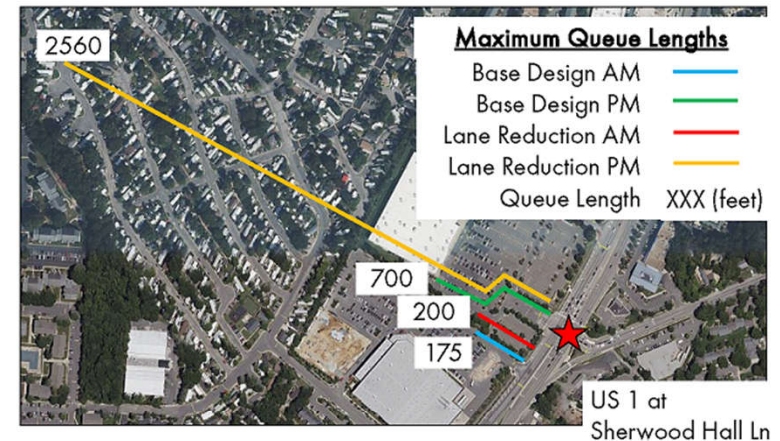 2560
Maximum Queue Lengths
Base Design AM
Base Design PM
Lane Reduction AM
Lane Reduction PM
Queue Length XXX (feet)
700
200
175
US 1 at
Sherwood Hall Ln